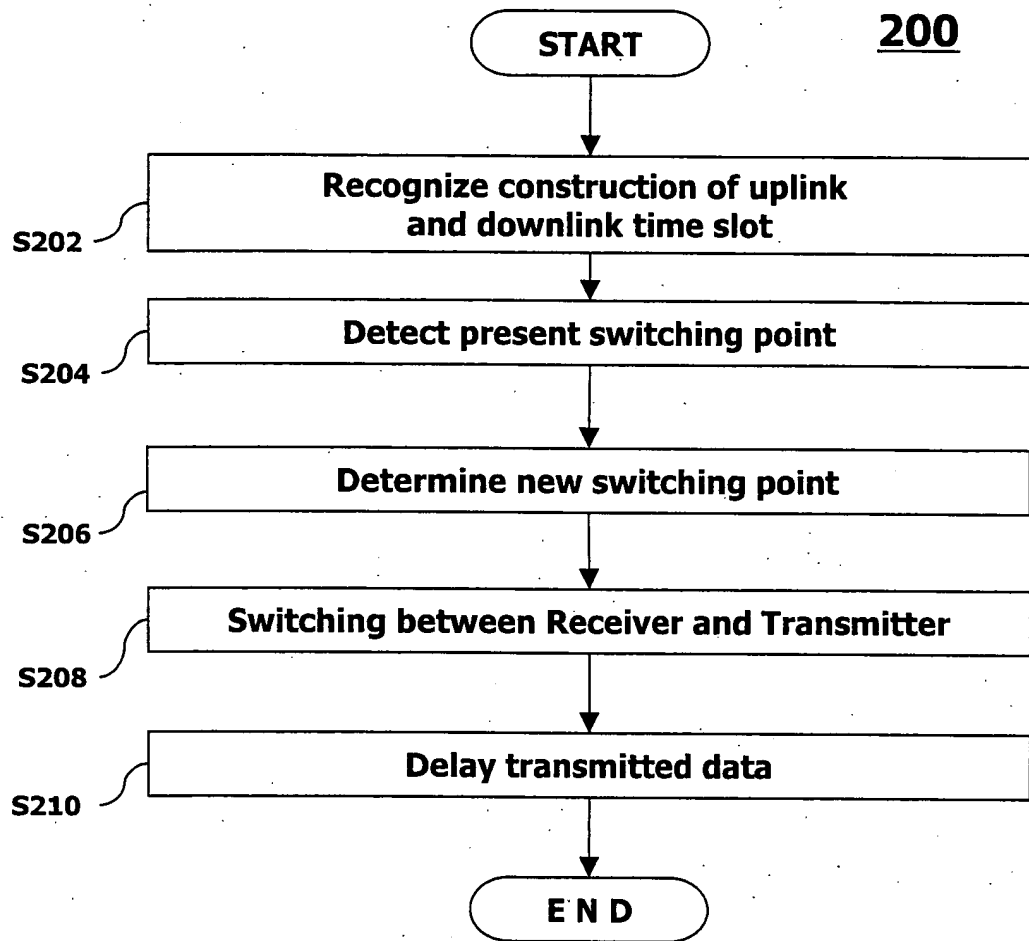 200
START
Recognize construction of uplink
and downlink time slot
S202
Detect present switching point
S204
Determine new switching point
S206
Switching between Receiver and Transmitter
S208
Delay transmitted data
S210
E N D